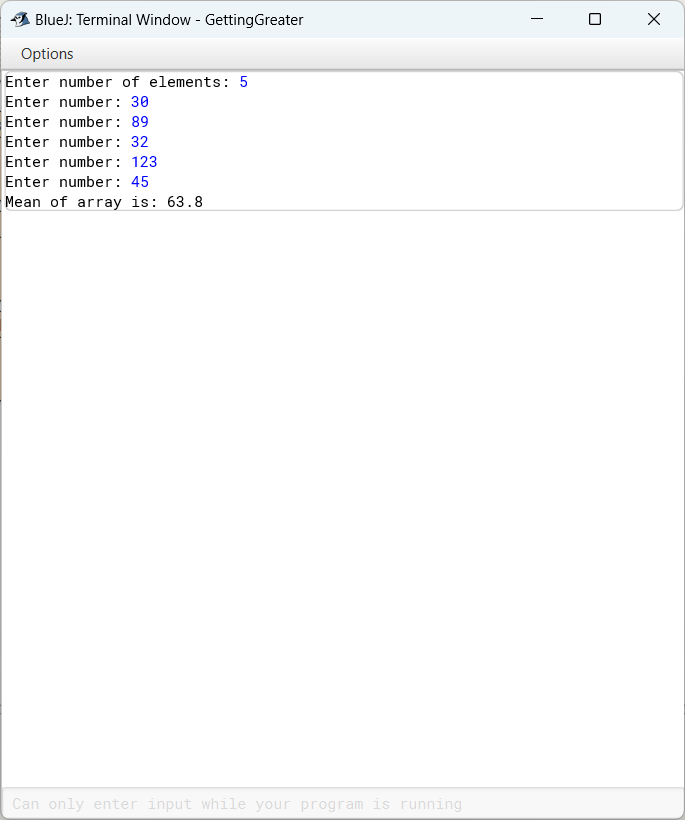 BlueJ: Terminal Window - GettingGreater
Options
Enter number of elements: 5
Enter number: 30
Enter number: 89
Enter number: 32
Enter number: 123
Enter number: 45
Mean of array is: 63.8
Can only enter input while your program is running